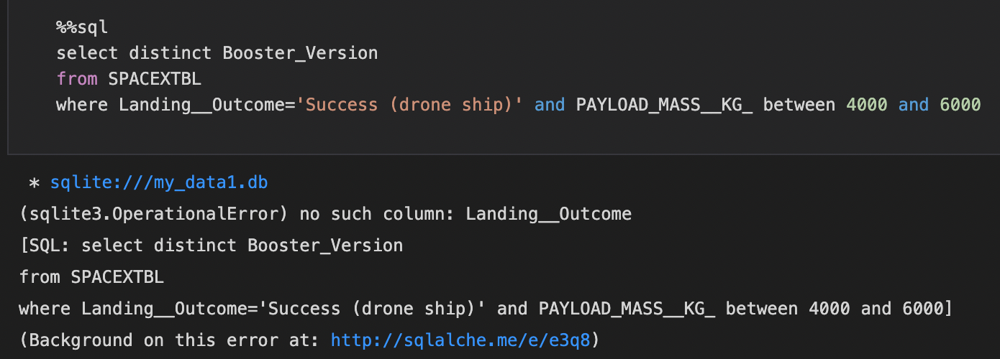 %%sql
select distinct Booster_Version
from SPACEXTBL
where Landing__Outcome='Success (drone ship)' and PAYLOAD_MASS__KG_ between 4000 and 6000
* sqlite:///my_data1.db
(sqlite3.OperationalError) no such column: Landing__Outcome
[SQL: select distinct Booster_Version
from SPACEXTBL
where Landing__Outcome='Success (drone ship)' and PAYLOAD_MASS__KG_ between 4000 and 6000]
(Background on this error at: http://sqlalche.me/e/e3q8)